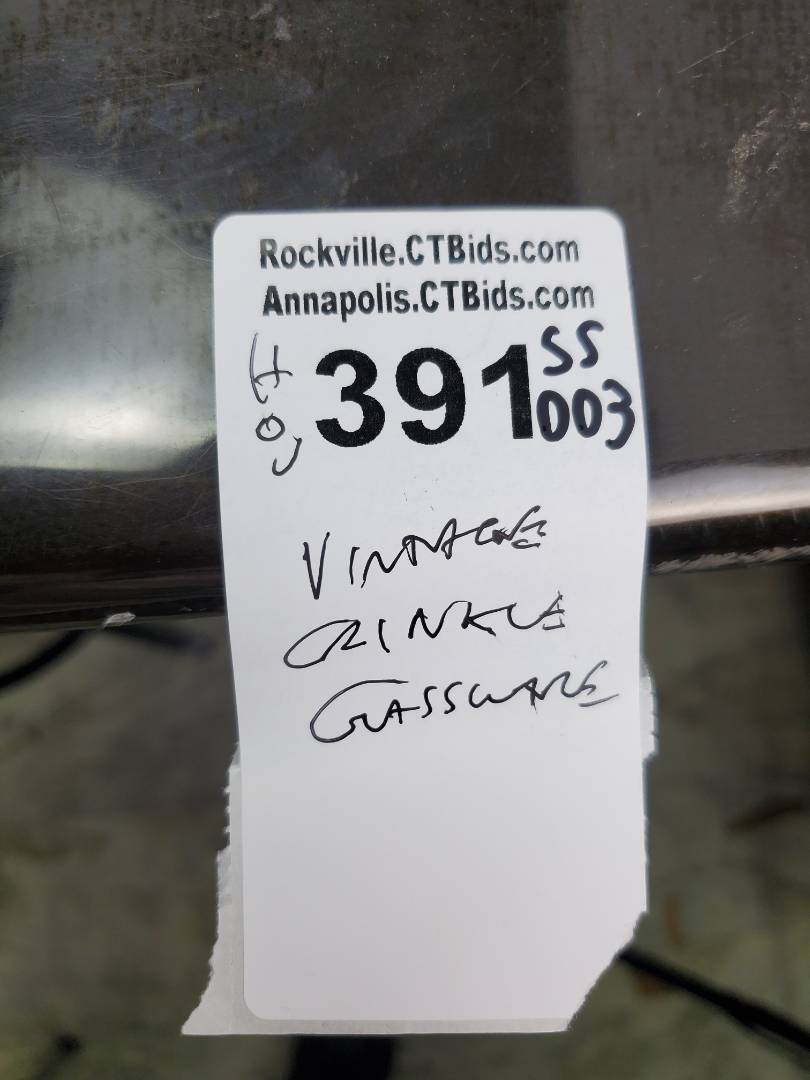 Rockville.CTBids.com
Annapolis.CTBids.com
391 SS
003
VINTAGE
CRINKLE
GLASSWARE